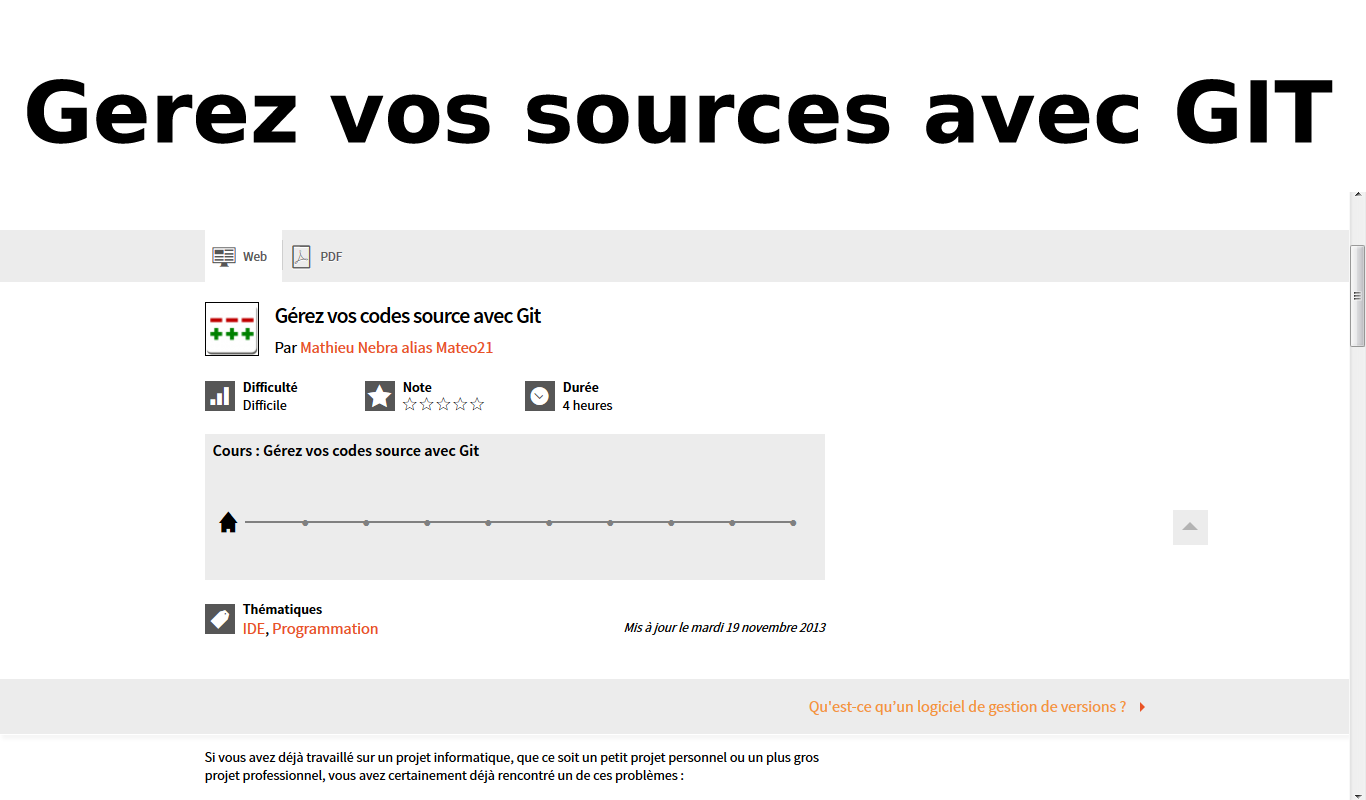 Gerez vos sources avec GIT
Web
PDF
Gérez vos codes source avec Git
Par Mathieu Nebra alias Mateo21
Difficulté
Difficile
Note
☆☆☆☆☆
Durée
4 heures
Cours : Gérez vos codes source avec Git
Thématiques
IDE, Programmation
Mis à jour le mardi 19 novembre 2013
Qu'est-ce qu'un logiciel de gestion de versions ?
Si vous avez déjà travaillé sur un projet informatique, que ce soit un petit projet personnel ou un plus gros
projet professionnel, vous avez certainement déjà rencontré un de ces problèmes :